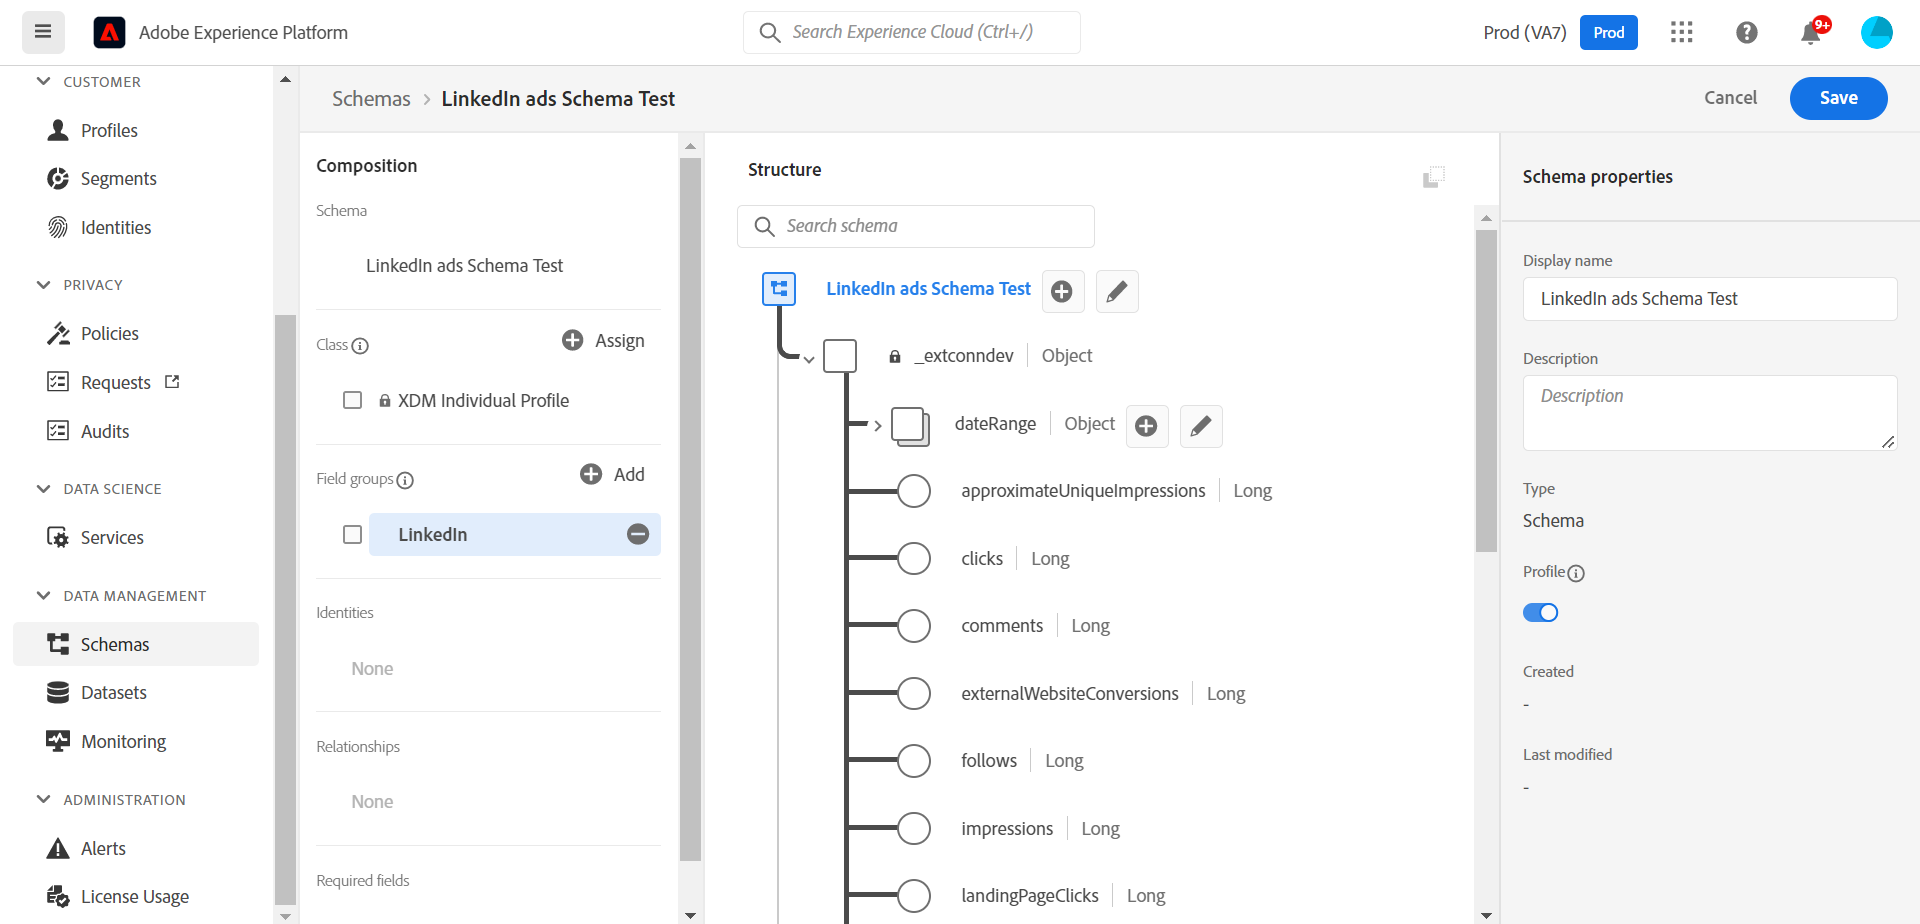 Adobe Experience Platform
Search Experience Cloud (Ctrl+/)
Prod (VA7)
Prod
9+
CUSTOMER
Profiles
Segments
Identities
PRIVACY
Policies
Requests
Audits
DATA SCIENCE
Services
DATA MANAGEMENT
Schemas
Datasets
Monitoring
ADMINISTRATION
Alerts
License Usage
Schemas > LinkedIn ads Schema Test
Cancel
Save
Composition
Schema
LinkedIn ads Schema Test
Class
Assign
XDM Individual Profile
Field groups
Add
LinkedIn
Identities
None
Relationships
None
Required fields
Structure
Search schema
LinkedIn ads Schema Test
_extconndev | Object
dateRange | Object
approximateUniqueImpressions | Long
clicks | Long
comments | Long
externalWebsiteConversions | Long
follows | Long
impressions | Long
landingPageClicks | Long
Schema properties
Display name
LinkedIn ads Schema Test
Description
Description
Type
Schema
Profile
Created
-
Last modified
-